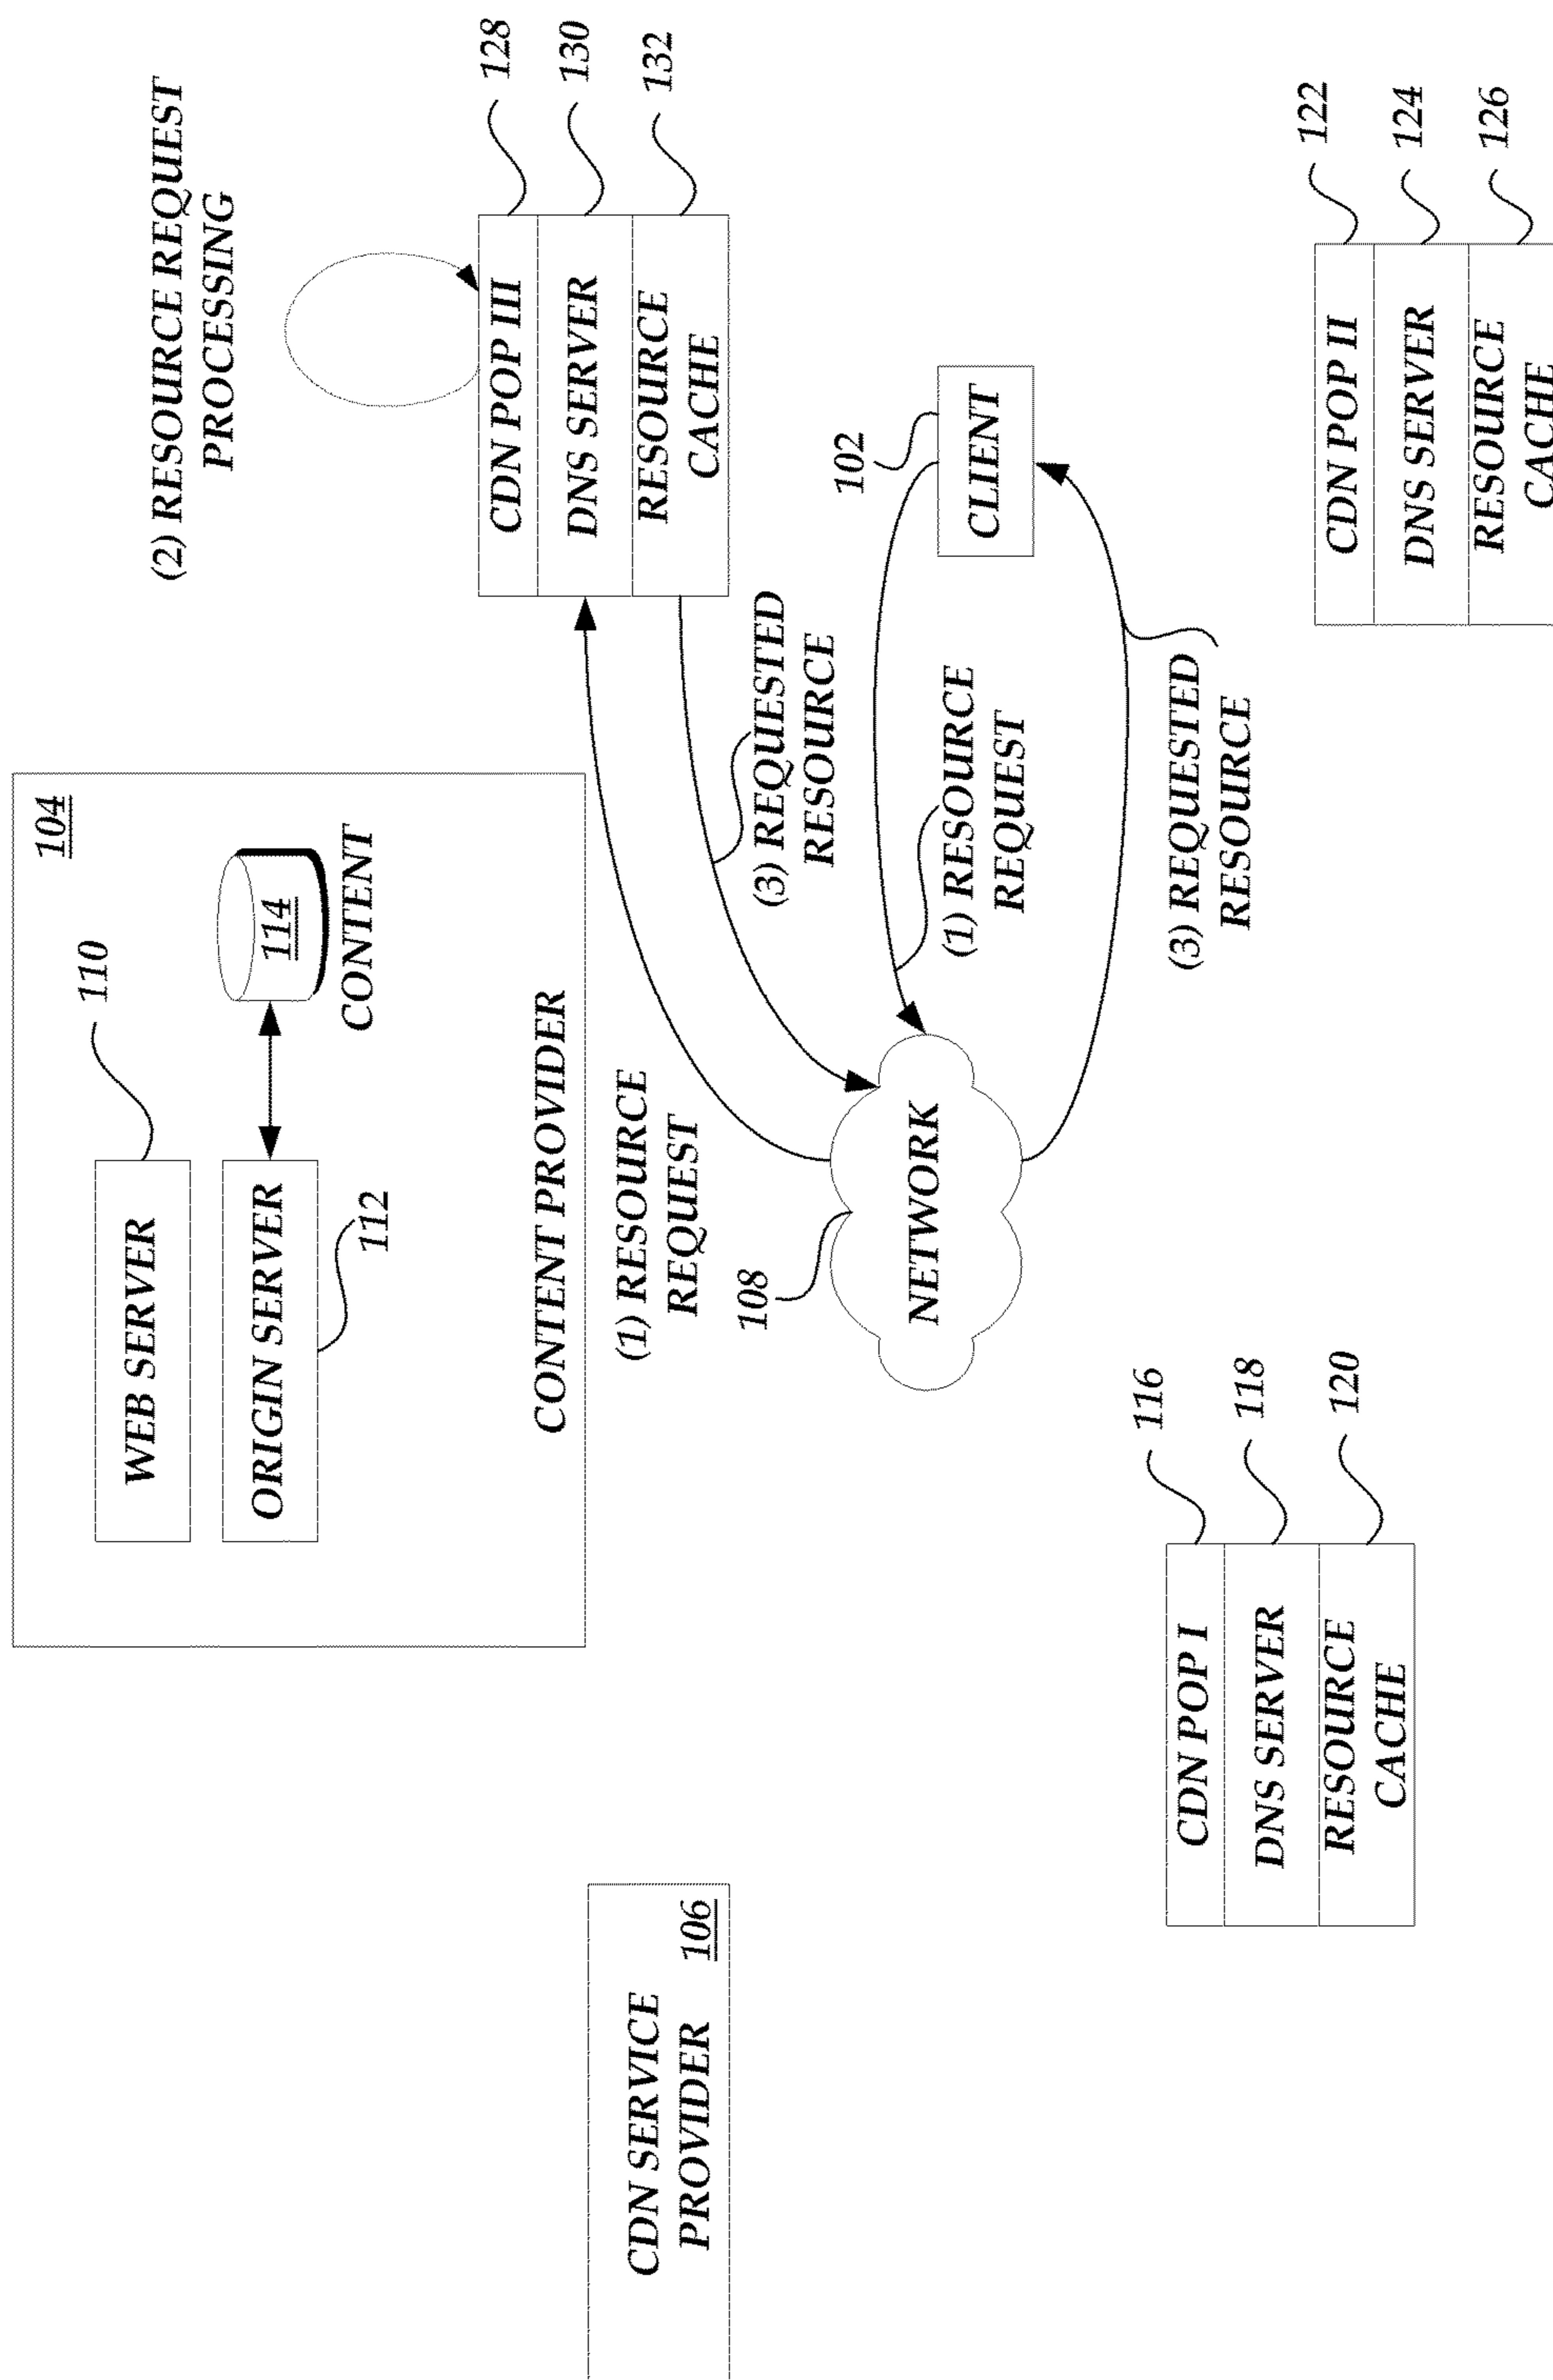 104
WEB SERVER
110
ORIGIN SERVER
112
114
CONTENT
CONTENT PROVIDER
(2) RESOURCE REQUEST
PROCESSING
CDN POP III
128
DNS SERVER
130
RESOURCE
CACHE
132
CDN SERVICE
PROVIDER
106
(1) RESOURCE
REQUEST
(3) REQUESTED
RESOURCE
108
NETWORK
102
CLIENT
(1) RESOURCE
REQUEST
(3) REQUESTED
RESOURCE
CDN POP I
116
DNS SERVER
118
RESOURCE
CACHE
120
CDN POP II
122
DNS SERVER
124
RESOURCE
CACHE
126